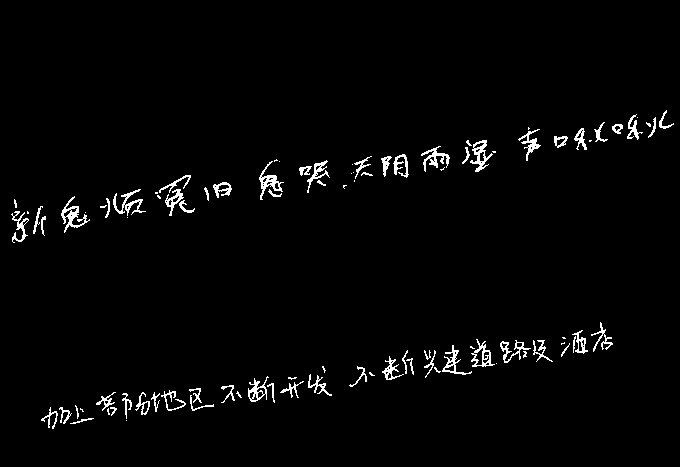 新鬼烦冤旧鬼哭,天阴雨湿声啾啾
加上部分地区不断开发 不断兴建道路及酒店